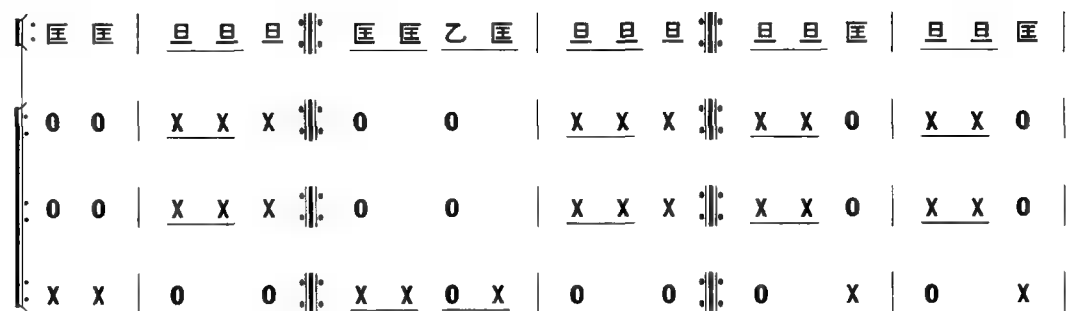 匡 匡 旦 旦 旦 匡 匡 乙 匡 旦 旦 旦 旦 旦 匡 旦 旦 匡
0 0 X X X 0 0 X X X X X 0 X X 0
0 0 X X X 0 0 X X X X X 0 X X 0
X X 0 0 X X 0 X 0 0 0 X 0 X